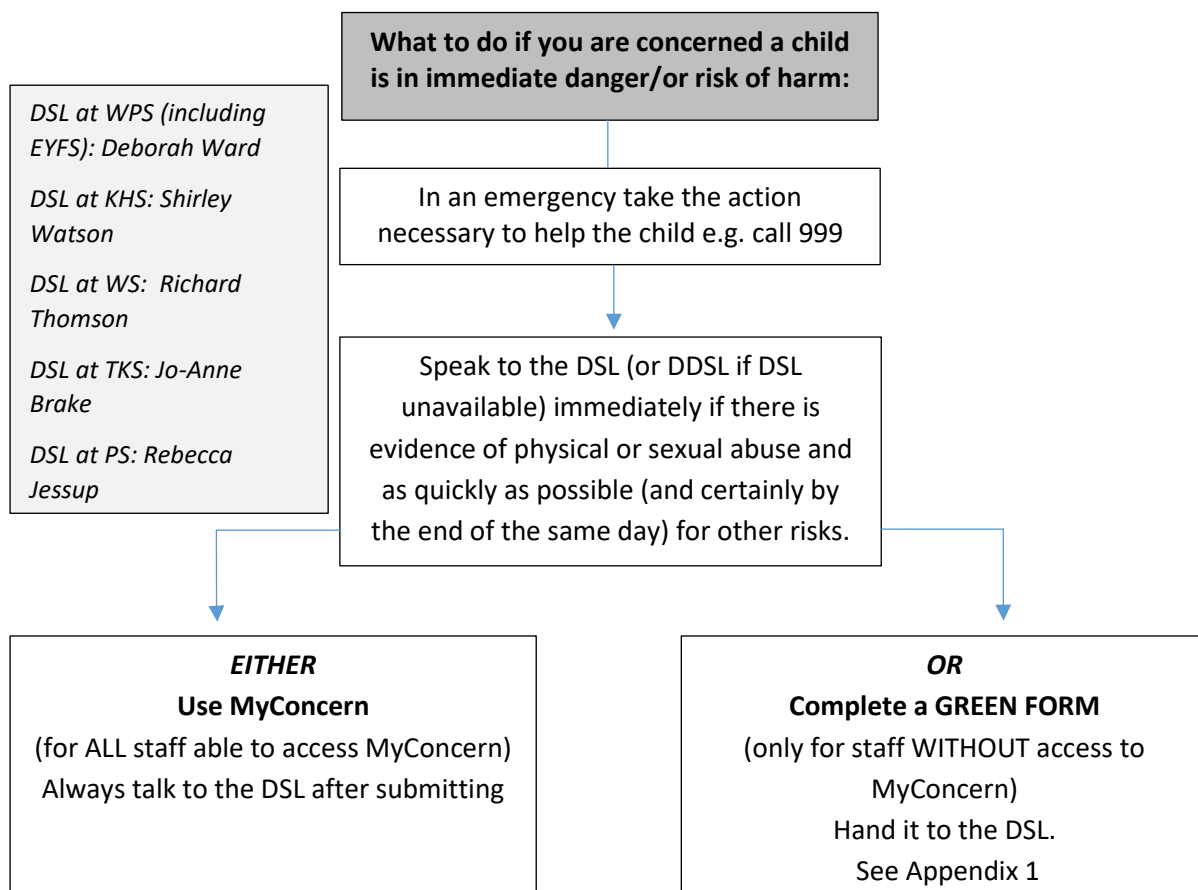 What to do if you are concerned a child
is in immediate danger/or risk of harm:
DSL at WPS (including
EYFS): Deborah Ward
DSL at KHS: Shirley
Watson
DSL at WS:  Richard
Thomson
DSL at TKS: Jo-Anne
Brake
DSL at PS: Rebecca
Jessup
In an emergency take the action
necessary to help the child e.g. call 999
Speak to the DSL (or DDSL if DSL
unavailable) immediately if there is
evidence of physical or sexual abuse and
as quickly as possible (and certainly by
the end of the same day) for other risks.
EITHER
Use MyConcern
(for ALL staff able to access MyConcern)
Always talk to the DSL after submitting
OR
Complete a GREEN FORM
(only for staff WITHOUT access to
MyConcern)
Hand it to the DSL.
See Appendix 1